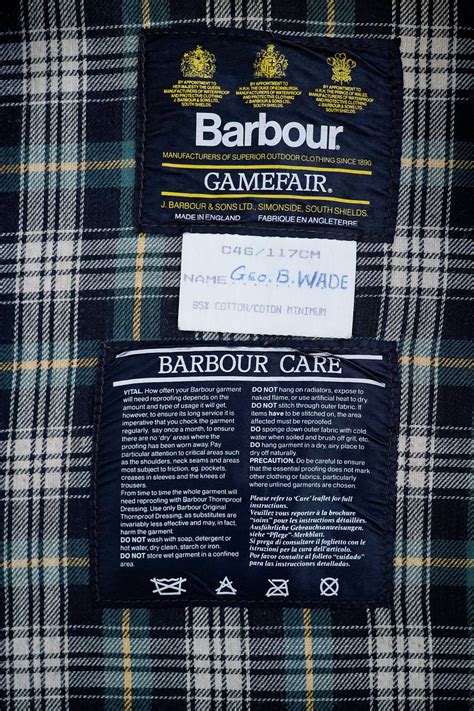 BY APPOINTMENT TO
HER MAJESTY THE QUEEN
MANUFACTURERS OF WATERPROOF
AND PROTECTIVE CLOTHING
J. BARBOUR & SONS LTD.
SOUTH SHIELDS.
BY APPOINTMENT TO
H.R.H. THE DUKE OF EDINBURGH
MANUFACTURERS OF WATERPROOF
AND PROTECTIVE CLOTHING
J. BARBOUR & SONS LTD.
SOUTH SHIELDS.
BY APPOINTMENT TO
H.R.H. THE PRINCE OF WALES
MANUFACTURERS OF WATERPROOF
AND PROTECTIVE CLOTHING
J. BARBOUR & SONS LTD.
SOUTH SHIELDS.
Barbour®
MANUFACTURERS OF SUPERIOR OUTDOOR CLOTHING SINCE 1890.
GAMEFAIR.
J. BARBOUR & SONS LTD., SIMONSIDE, SOUTH SHIELDS.
MADE IN ENGLAND FABRIQUE EN ANGLETERRE
C46/117CM
NAME Geo. B. WADE
85% COTTON/COTON MINIMUM
BARBOUR CARE
VITAL. How often your Barbour garment
will need reproofing depends on the
amount and type of usage it will get,
however, to ensure its long service it is
imperative that you check the garment
regularly, say once a month, to ensure
there are no 'dry' areas where the
proofing has been worn away. Pay
particular attention to critical areas such
as the shoulders, neck seams and areas
most subject to friction, eg. pockets,
creases in sleeves and the knees of
trousers.
From time to time the whole garment will
need reproofing with Barbour Thornproof
Dressing. Use only Barbour Original
Thornproof Dressing, as substitutes are
invariably less effective and may, in fact,
harm the garment.
DO NOT wash with soap, detergent or
hot water, dry clean, starch or iron.
DO NOT store wet garment in a confined
area.
DO NOT hang on radiators, expose to
naked flame, or use artificial heat to dry.
DO NOT stitch through outer fabric. If
items have to be stitched on, the area
affected must be reproofed.
DO sponge down outer fabric with cold
water when soiled and brush off grit, etc.
DO hang garment in a dry, airy place to
dry off naturally.
PRECAUTION. Do be careful to ensure
that the essential proofing does not mark
other contact fabrics, etc., particularly
where unlined garments are chosen.
Please refer to 'Care' leaflet for full
instructions.
Veuillez vous reporter à la brochure
"soins" pour les instructions détaillées.
Ausführliche Gebrauchsanweisungen,
siehe "Pflege"-Merkblatt.
Si prega di consultare il foglietto con le
istruzioni per la cura dell'articolo.
Por favor consulte al folleto "cuidado"
para las instrucciones detalladas.